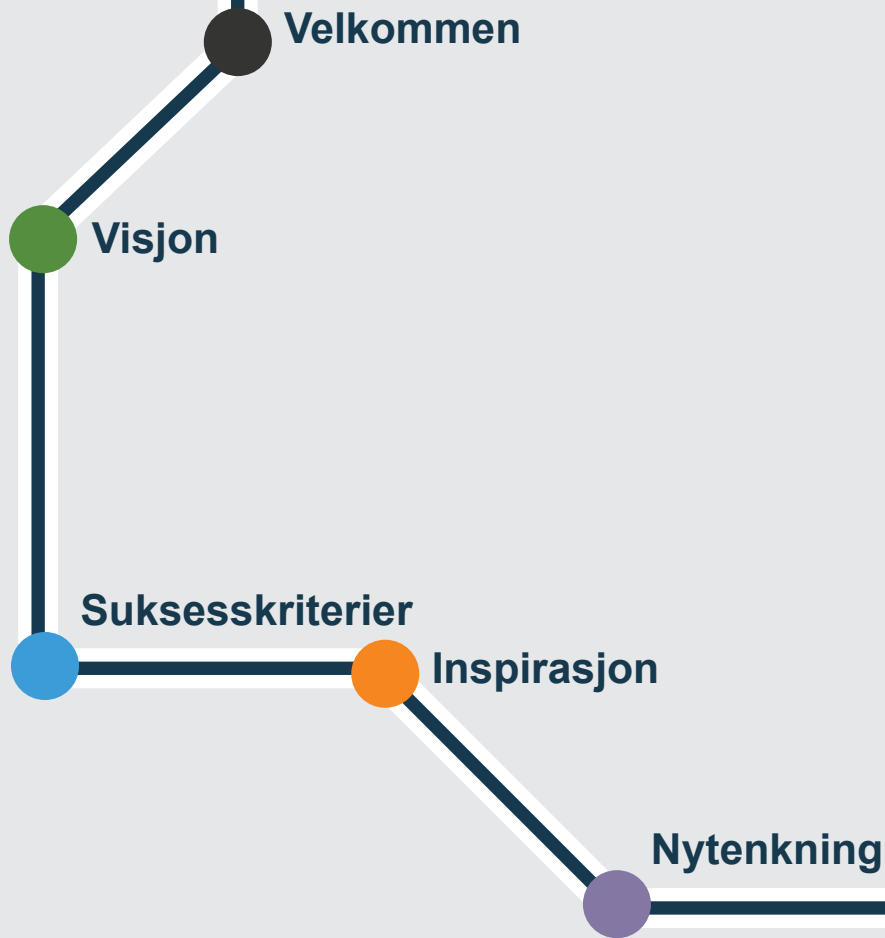 Velkommen
Visjon
Suksesskriterier
Inspirasjon
Nytenkning